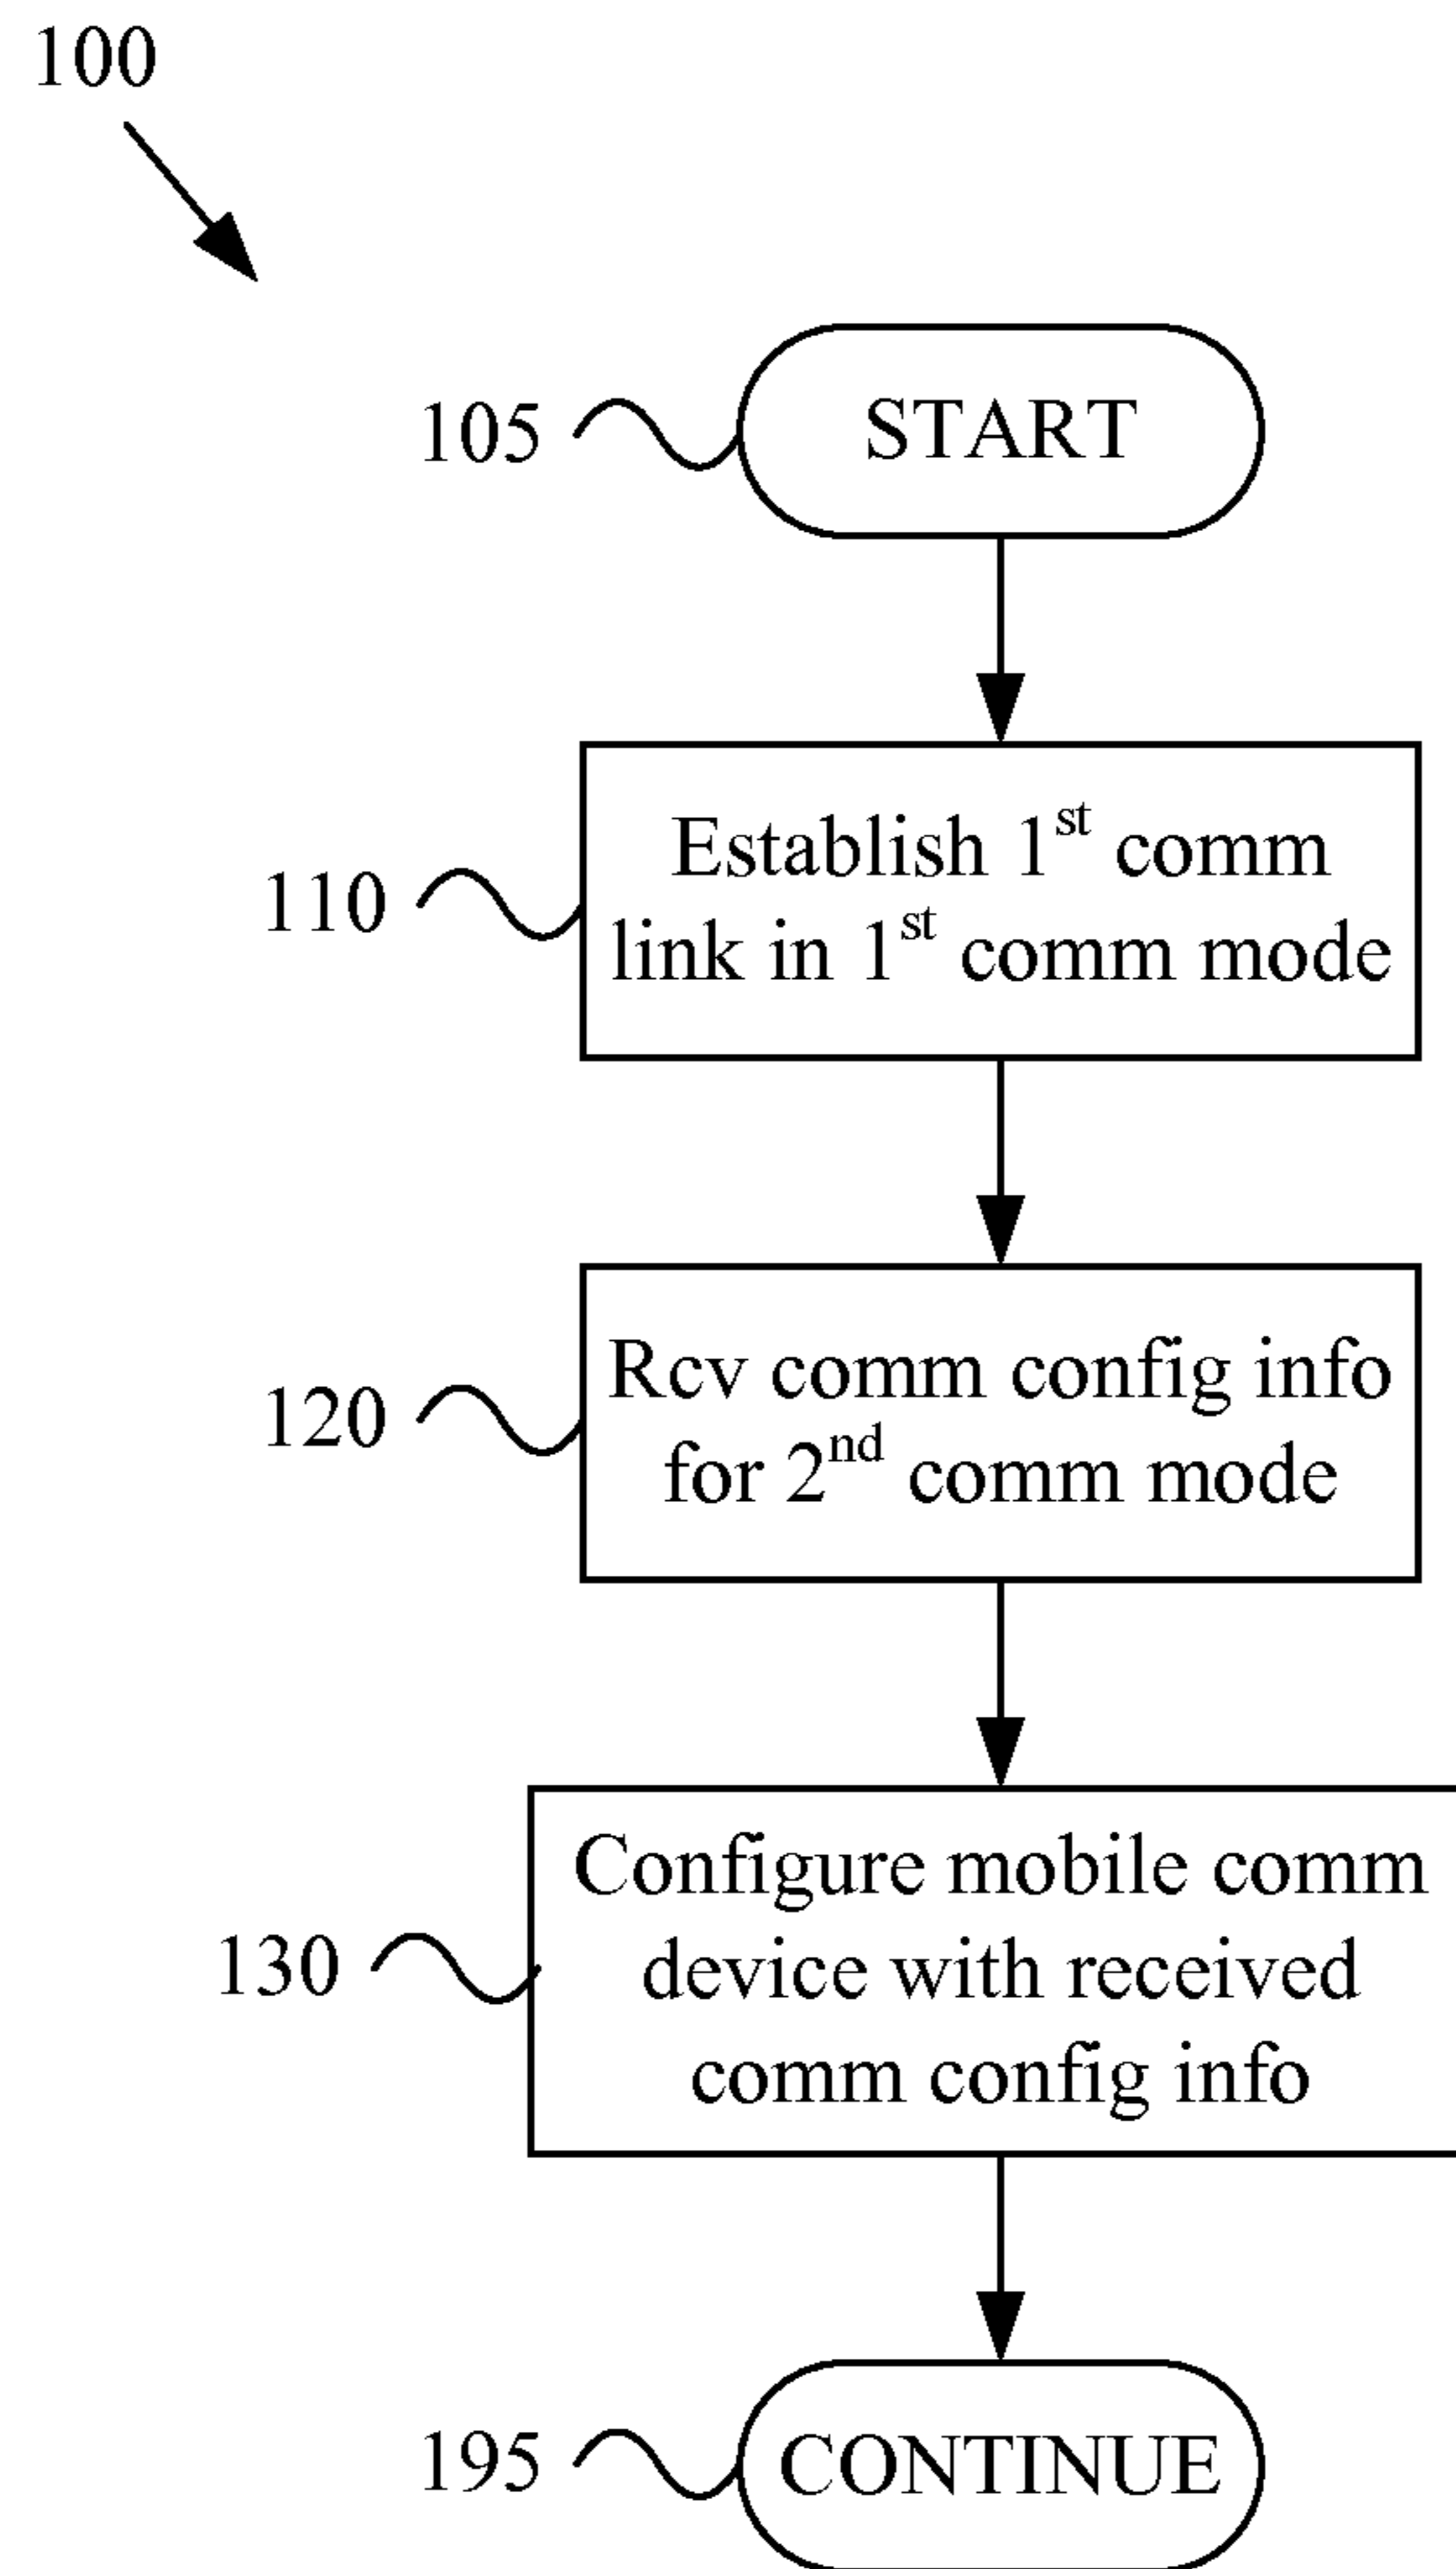 100
105 START
110 Establish 1st comm
link in 1st comm mode
120 Rcv comm config info
for 2nd comm mode
130 Configure mobile comm
device with received
comm config info
195 CONTINUE